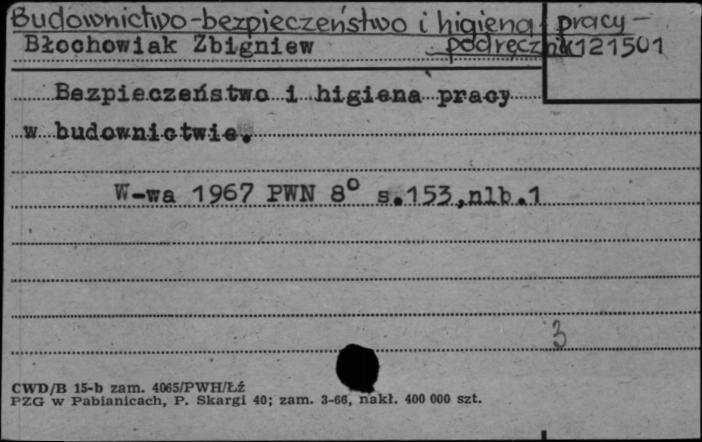 Budownictwo-bezpieczeństwo i higiena pracy -
podręczniki
Błochowiak Zbigniew 121501
Bezpieczeństwo i higiena pracy
w budownictwie.
W-wa 1967 PWN 8° s.153,nlb.1
3
CWD/B 15-b zam. 4065/PWH/Łź
PZG w Pabianicach, P. Skargi 40; zam. 3-66, nakł. 400 000 szt.